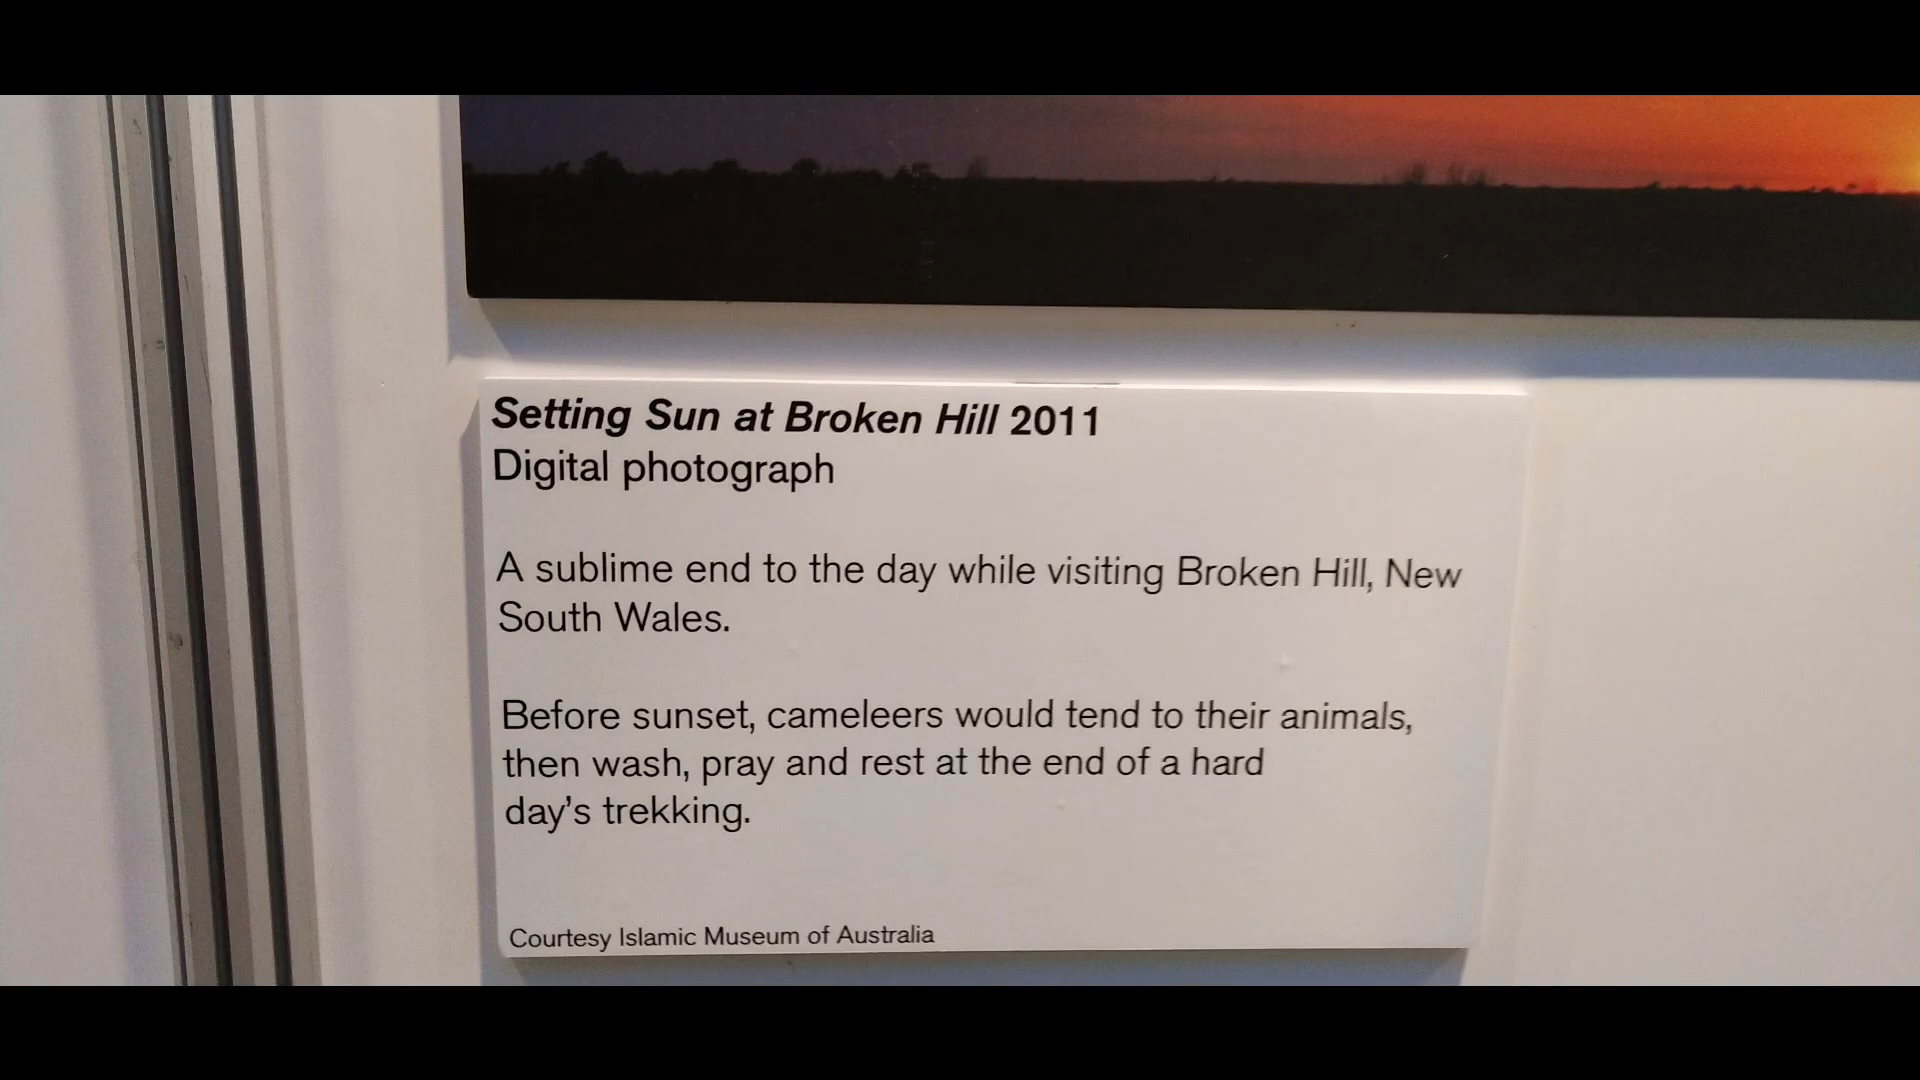 Setting Sun at Broken Hill 2011
Digital photograph
A sublime end to the day while visiting Broken Hill, New
South Wales.
Before sunset, cameleers would tend to their animals,
then wash, pray and rest at the end of a hard
day's trekking.
Courtesy Islamic Museum of Australia